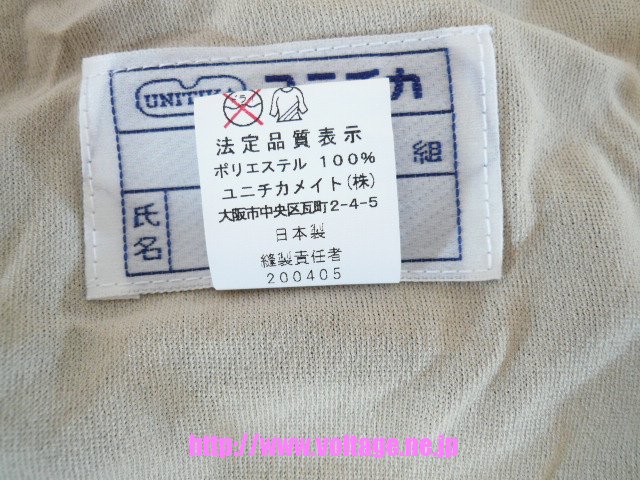 UNITIKA
ユニチカ
組
氏名
法定品質表示
ポリエステル 100%
ユニチカメイト(株)
大阪市中央区瓦町2-4-5
日本製
縫製責任者
200405
http://www.voltage.ne.jp